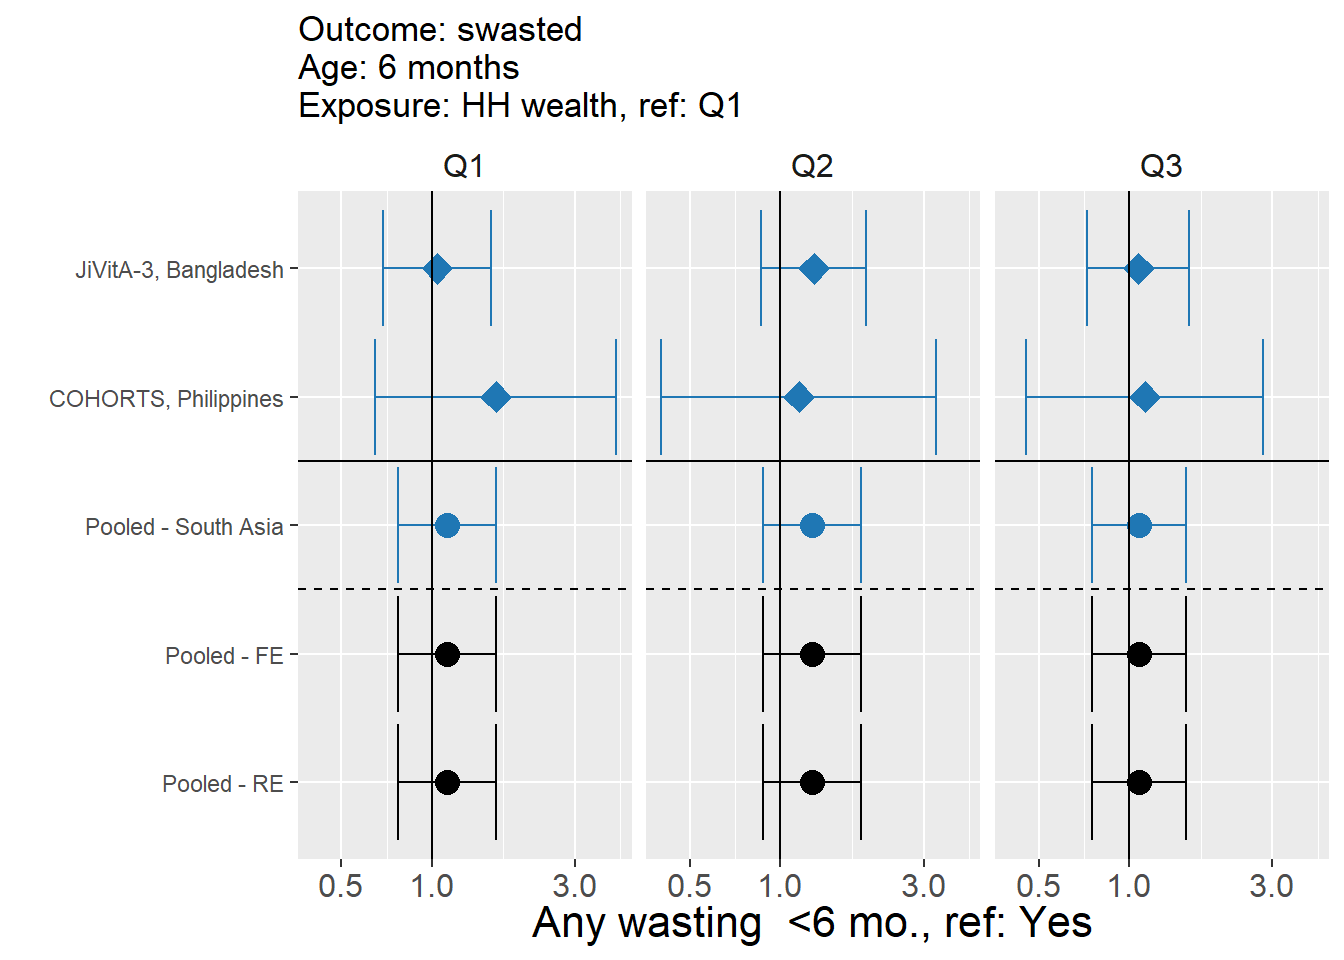 Outcome: swasted
Age: 6 months
Exposure: HH wealth, ref: Q1
Q1 Q2 Q3
JiVitA-3, Bangladesh
COHORTS, Philippines
Pooled - South Asia
Pooled - FE
Pooled - RE
0.5 1.0 3.0 0.5 1.0 3.0 0.5 1.0 3.0
Any wasting  <6 mo., ref: Yes